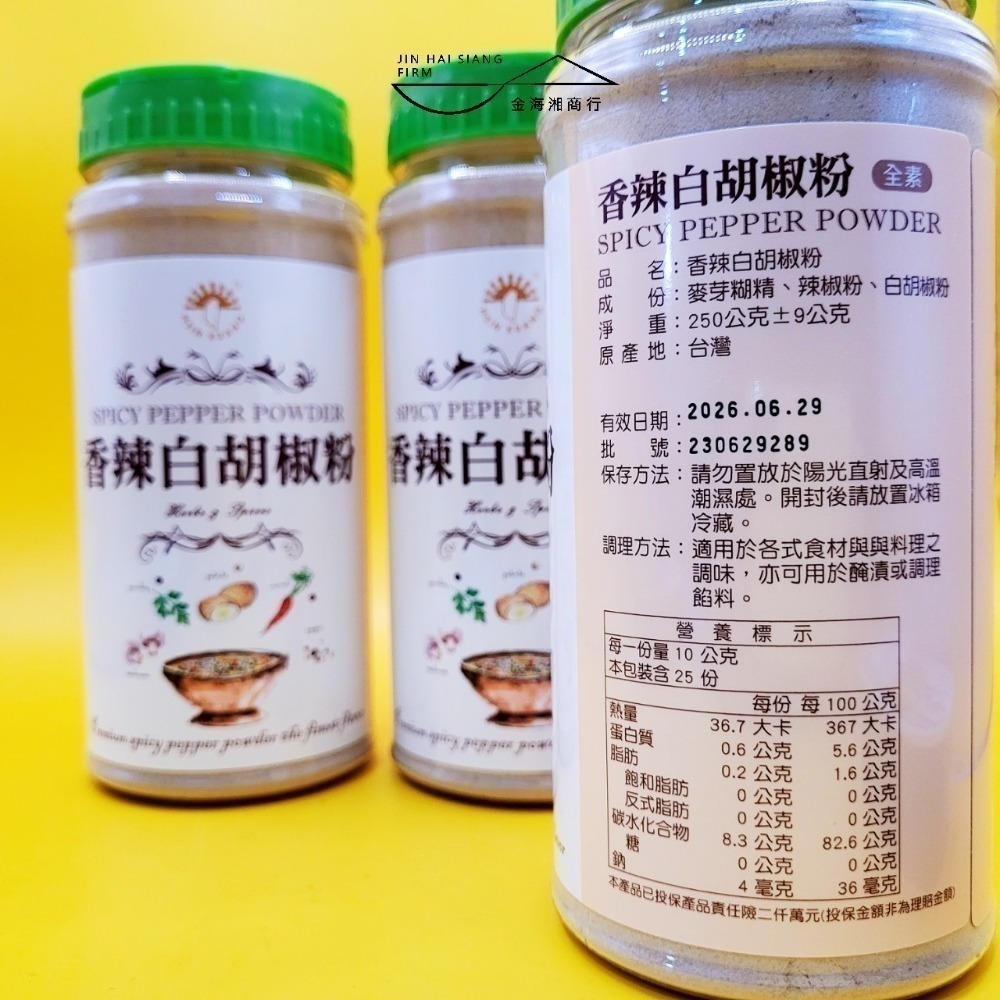 JIN HAI SIANG
FIRM
金海湘商行
SPICY PEPPER POWDER
香辣白胡椒粉
Herbs & Spices
SPICY PEPPER
香辣白胡
香辣白胡椒粉 全素
SPICY PEPPER POWDER
品名：香辣白胡椒粉
成份：麥芽糊精、辣椒粉、白胡椒粉
淨重：250公克±9公克
原產地：台灣
有效日期：2026.06.29
批號：230629289
保存方法：請勿置放於陽光直射及高溫
潮濕處。開封後請放置冰箱
冷藏。
調理方法：適用於各式食材與與料理之
調味，亦可用於醃漬或調理
餡料。
營養標示
每一份量 10 公克
本包裝含 25 份
每份 每 100 公克
熱量 36.7 大卡 367 大卡
蛋白質 0.6 公克 5.6 公克
脂肪 0.2 公克 1.6 公克
飽和脂肪 0 公克 0 公克
反式脂肪 0 公克 0 公克
碳水化合物 8.3 公克 82.6 公克
糖 0 公克 0 公克
鈉 4 毫克 36 毫克
本產品已投保產品責任險二仟萬元(投保金額非為理賠金額)